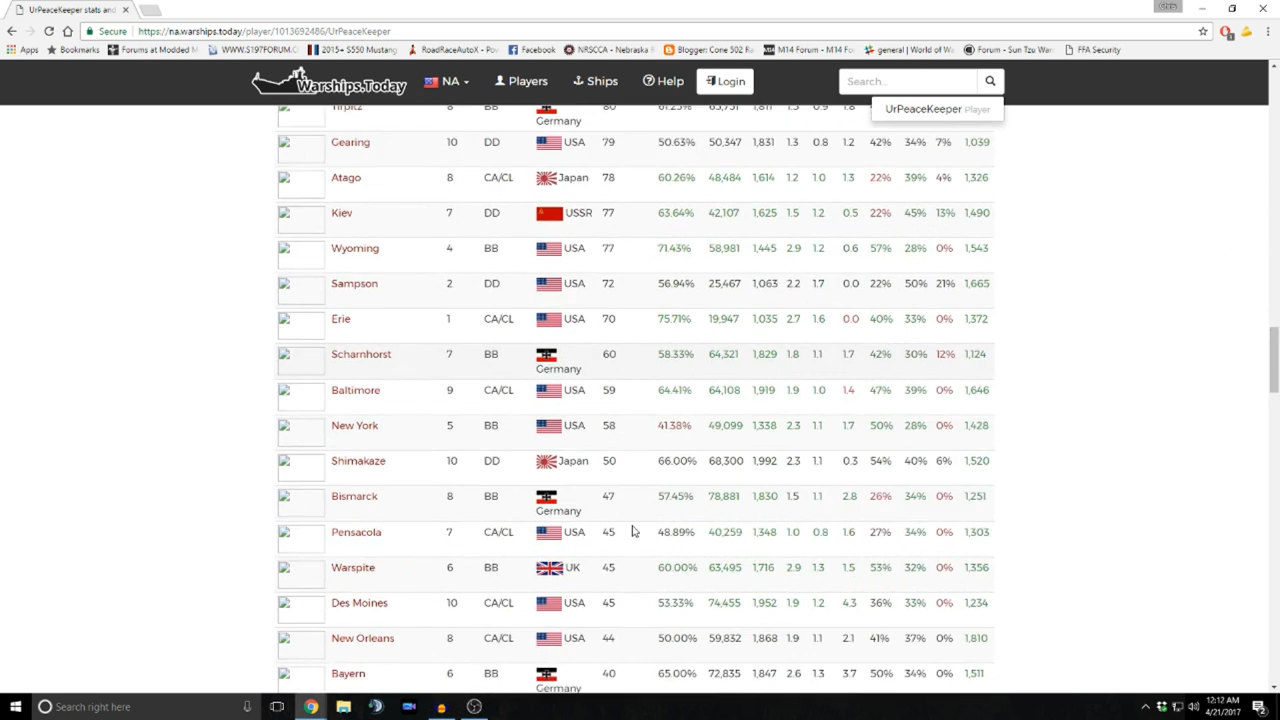 UrPeaceKeeper stats and
Chris
Secure https://na.warships.today/player/1013692486/UrPeaceKeeper
Apps Bookmarks Forums at Modded M WWW.S197FORUM.C 2015+ S550 Mustang RoadRaceAutoX - Po Facebook NRSCCA - Nebraska R Blogger: Cone 502 Ra M14 Forum - M14 Fo general | World of Wa Forum - Sun Tzu War FFA Security
Warships.Today NA Players Ships Help Login Search...
UrPeaceKeeper Player
Tirpitz 8 BB Germany 80 61.25% 1,811 1.3 0.9 1.8
Gearing 10 DD USA 79 50.63% 50,347 1,831 1.3 0.8 1.2 42% 34% 7% 1,039
Atago 8 CA/CL Japan 78 60.26% 48,484 1,614 1.2 1.0 1.3 22% 39% 4% 1,326
Kiev 7 DD USSR 77 63.64% 42,107 1,625 1.5 1.2 0.5 22% 45% 13% 1,490
Wyoming 4 BB USA 77 71.43% 58,981 1,445 2.9 1.2 0.6 57% 28% 0% 1,543
Sampson 2 DD USA 72 56.94% 25,467 1,063 2.2 1.7 0.0 22% 50% 21% 1,665
Erie 1 CA/CL USA 70 75.71% 19,947 1,035 2.7 1.6 0.0 40% 33% 0% 1,372
Scharnhorst 7 BB Germany 60 58.33% 64,321 1,829 1.8 1.1 1.7 42% 30% 12% 1,124
Baltimore 9 CA/CL USA 59 64.41% 64,108 1,919 1.9 1.0 1.4 47% 39% 0% 1,646
New York 5 BB USA 58 41.38% 49,099 1,338 2.3 1.1 1.7 50% 28% 0% 1,428
Shimakaze 10 DD Japan 50 66.00% 68,300 1,992 2.3 1.1 0.3 54% 40% 6% 1,520
Bismarck 8 BB Germany 47 57.45% 78,881 1,830 1.5 1.1 2.8 26% 34% 0% 1,251
Pensacola 7 CA/CL USA 45 48.89% 40,259 1,348 1.0 0.8 1.6 27% 34% 0% 1,303
Warspite 6 BB UK 45 60.00% 63,495 1,716 2.9 1.3 1.5 53% 32% 0% 1,356
Des Moines 10 CA/CL USA 45 53.33% 74,455 1,952 1.9 1.2 4.3 36% 33% 0% 1,234
New Orleans 8 CA/CL USA 44 50.00% 59,832 1,868 1.9 1.1 2.1 41% 37% 0% 1,810
Bayern 6 BB Germany 40 65.00% 72,835 1,847 2.6 1.3 3.7 50% 34% 0% 1,511
Search right here
12:12 AM
4/21/2017